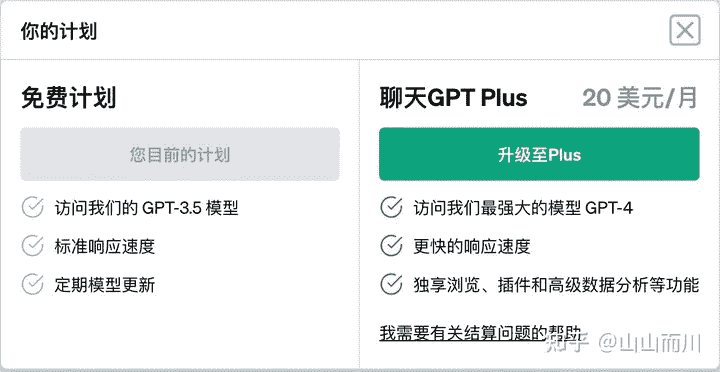 你的计划
免费计划
您目前的计划
访问我们的 GPT-3.5 模型
标准响应速度
定期模型更新
聊天GPT Plus 20 美元/月
升级至Plus
访问我们最强大的模型 GPT-4
更快的响应速度
独享浏览、插件和高级数据分析等功能
我需要有关结算问题的帮助
知乎 @山山而川